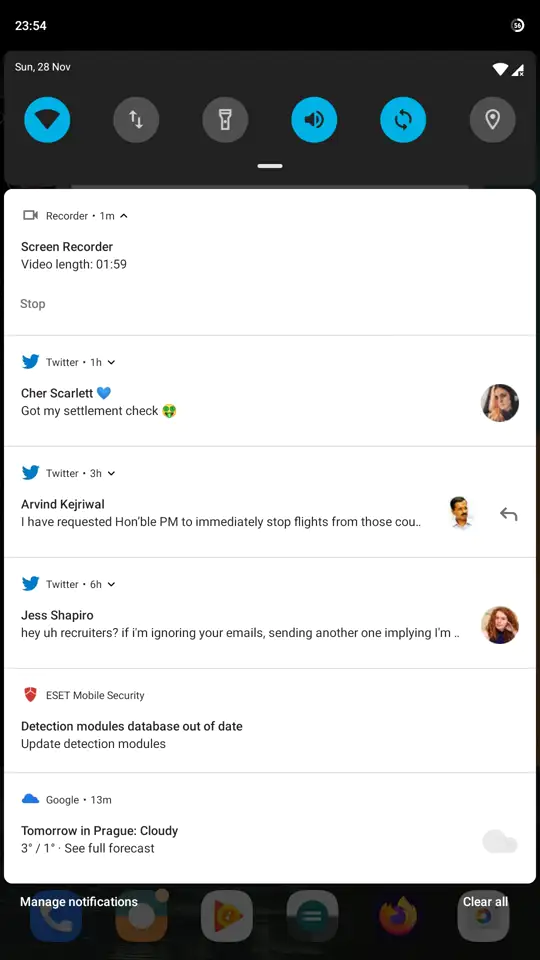 23:54
56
Sun, 28 Nov
Recorder • 1m
Screen Recorder
Video length: 01:59
Stop
Twitter • 1h
Cher Scarlett 💙
Got my settlement check 🤑
Twitter • 3h
Arvind Kejriwal
I have requested Hon'ble PM to immediately stop flights from those cou..
Twitter • 6h
Jess Shapiro
hey uh recruiters? if i'm ignoring your emails, sending another one implying I'm ..
ESET Mobile Security
Detection modules database out of date
Update detection modules
Google • 13m
Tomorrow in Prague: Cloudy
3° / 1° · See full forecast
Manage notifications
Clear all